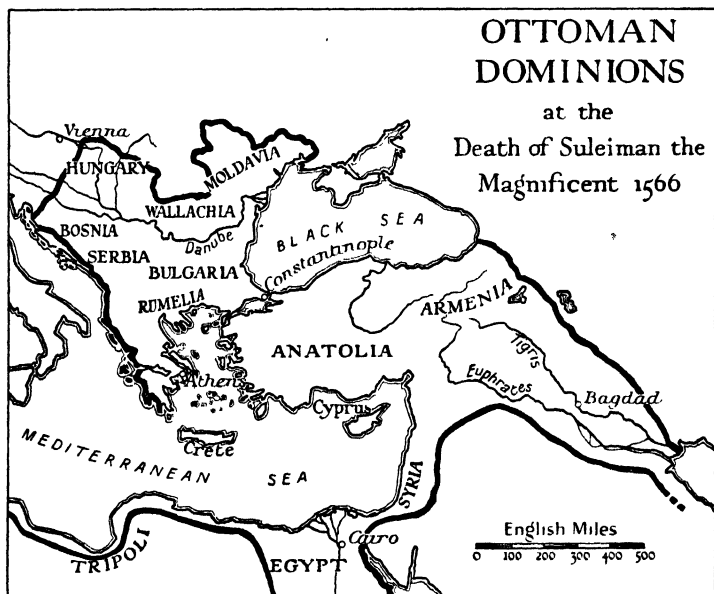 OTTOMAN
DOMINIONS
at the
Death of Suleiman the
Magnificent 1566
Vienna
HUNGARY
MOLDAVIA
WALLACHIA
BOSNIA
Danube
BLACK SEA
SERBIA
BULGARIA
Constantinople
RUMELIA
ARMENIA
ANATOLIA
Tigris
Euphrates
Athens
Bagdad
Cyprus
Crete
MEDITERRANEAN SEA
SYRIA
TRIPOLI
EGYPT
Cairo
English Miles
0 100 200 300 400 500